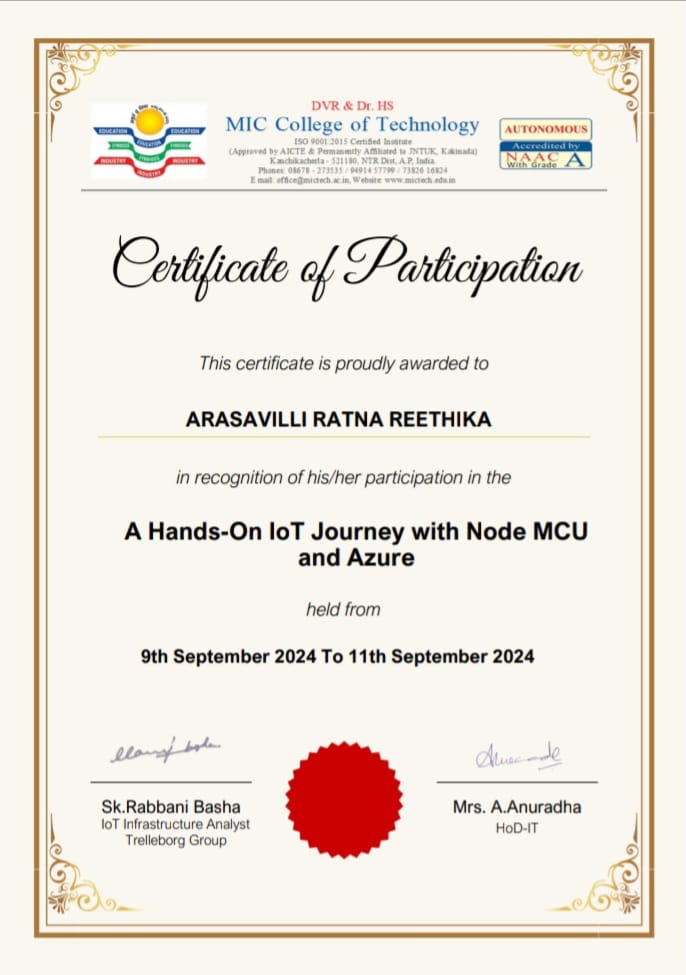 EDUCATION EDUCATION
EDUCATION
INDUSTRY INDUSTRY
INDUSTRY
DVR & Dr. HS
MIC College of Technology
ISO 9001:2015 Certified Institute
(Approved by AICTE & Permanently Affiliated to JNTUK, Kakinada)
Kanchikacherla - 521180, NTR Dist, A.P, India.
Phones: 08678 - 273535 / 94914 57799 / 73826 16824
E mail: office@mictech.ac.in, Website: www.mictech.edu.in
AUTONOMOUS
Accredited by
NAAC A
With Grade
Certificate of Participation
This certificate is proudly awarded to
ARASAVILLI RATNA REETHIKA
in recognition of his/her participation in the
A Hands-On IoT Journey with Node MCU
and Azure
held from
9th September 2024 To 11th September 2024
Sk.Rabbani Basha
IoT Infrastructure Analyst
Trelleborg Group
Mrs. A.Anuradha
HoD-IT